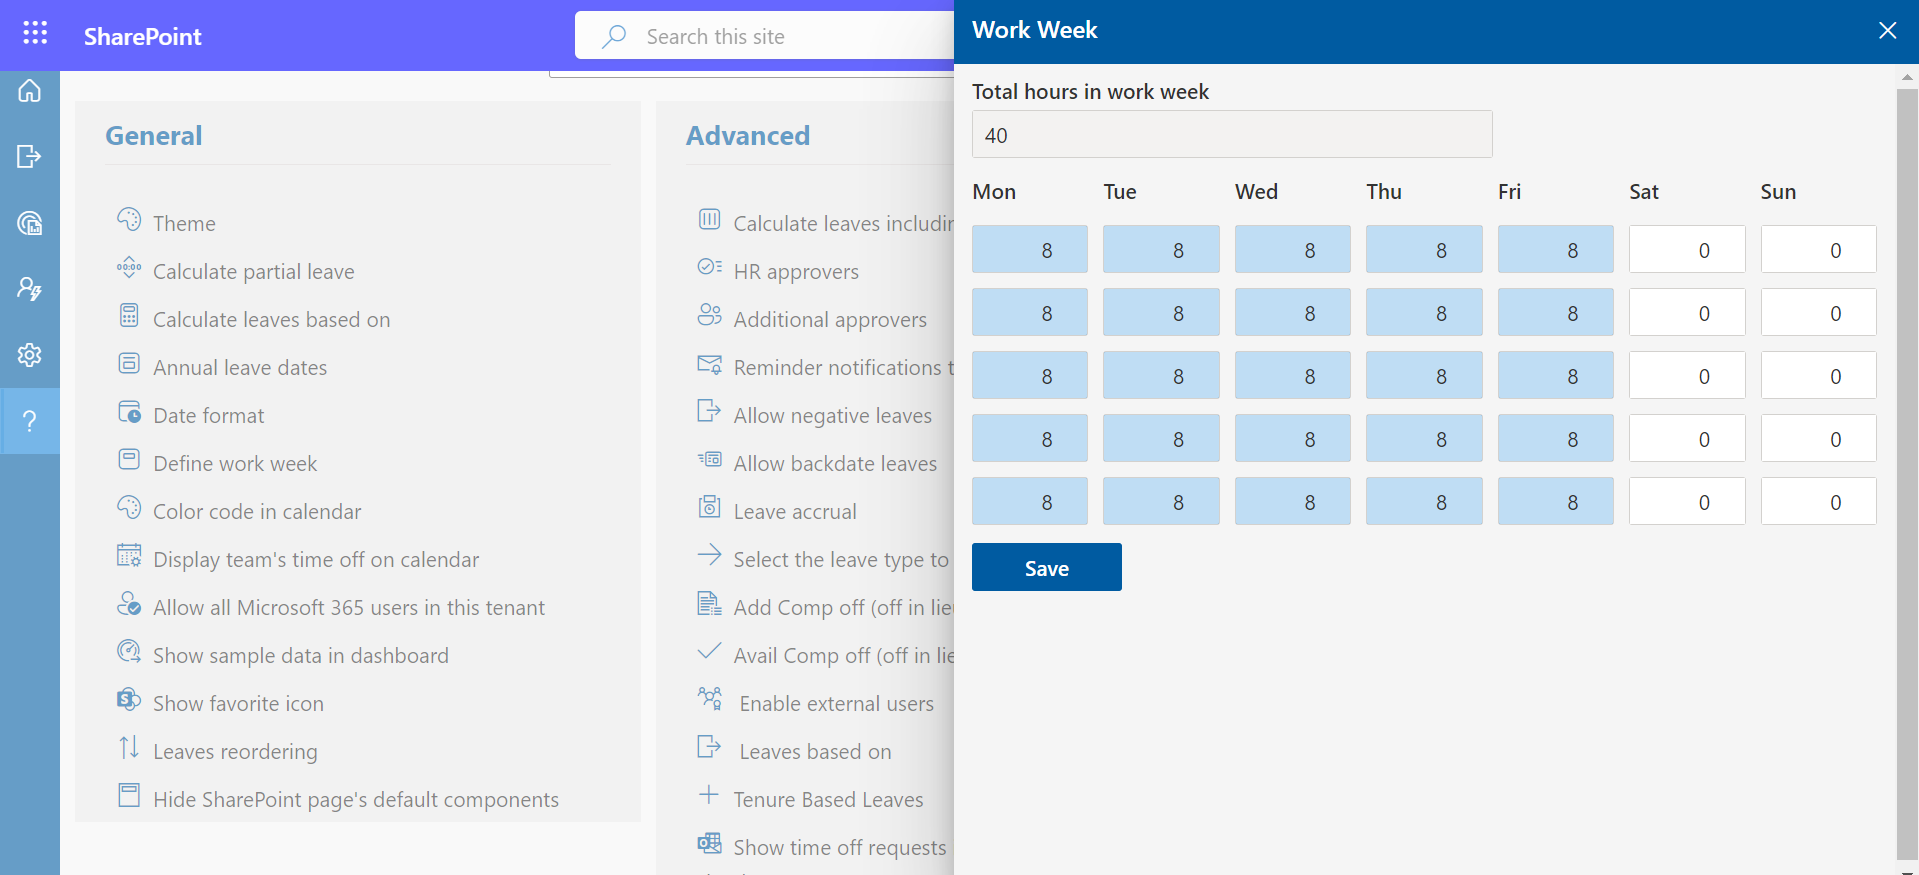 SharePoint
Search this site
General
Theme
00:00
Calculate partial leave
Calculate leaves based on
Annual leave dates
Date format
Define work week
Color code in calendar
Display team's time off on calendar
Allow all Microsoft 365 users in this tenant
Show sample data in dashboard
S
Show favorite icon
Leaves reordering
Hide SharePoint page's default components
?
Advanced
Calculate leaves includin
HR approvers
Additional approvers
Reminder notifications t
Allow negative leaves
Allow backdate leaves
Leave accrual
Select the leave type to
Add Comp off (off in lieu
Avail Comp off (off in lie
Enable external users
Leaves based on
Tenure Based Leaves
Show time off requests
Work Week
Total hours in work week
40
Mon Tue Wed Thu Fri Sat Sun
8 8 8 8 8 0 0
8 8 8 8 8 0 0
8 8 8 8 8 0 0
8 8 8 8 8 0 0
8 8 8 8 8 0 0
Save